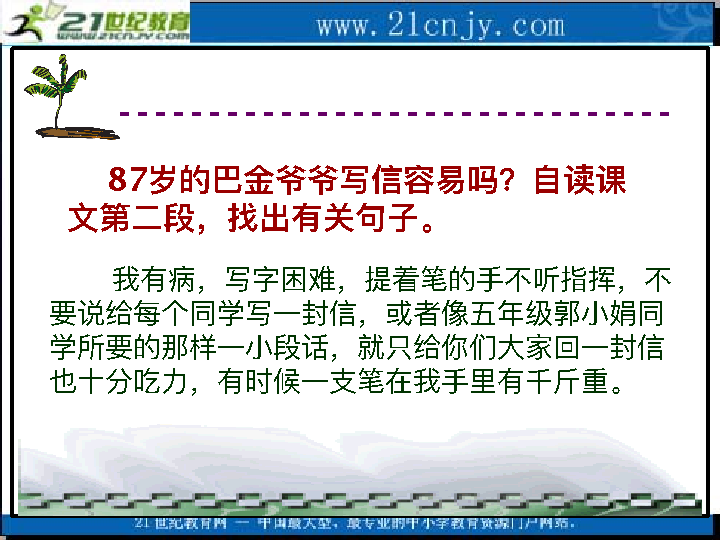 21世纪教育
WWW.21CNJY.COM
www.21cnjy.com
87岁的巴金爷爷写信容易吗？自读课
文第二段，找出有关句子。
我有病，写字困难，提着笔的手不听指挥，不
要说给每个同学写一封信，或者像五年级郭小娟同
学所要的那样一小段话，就只给你们大家回一封信
也十分吃力，有时候一支笔在我手里有千斤重。
21世纪教育网 -- 中国最大型、最专业的中小学教育资源门户网站.